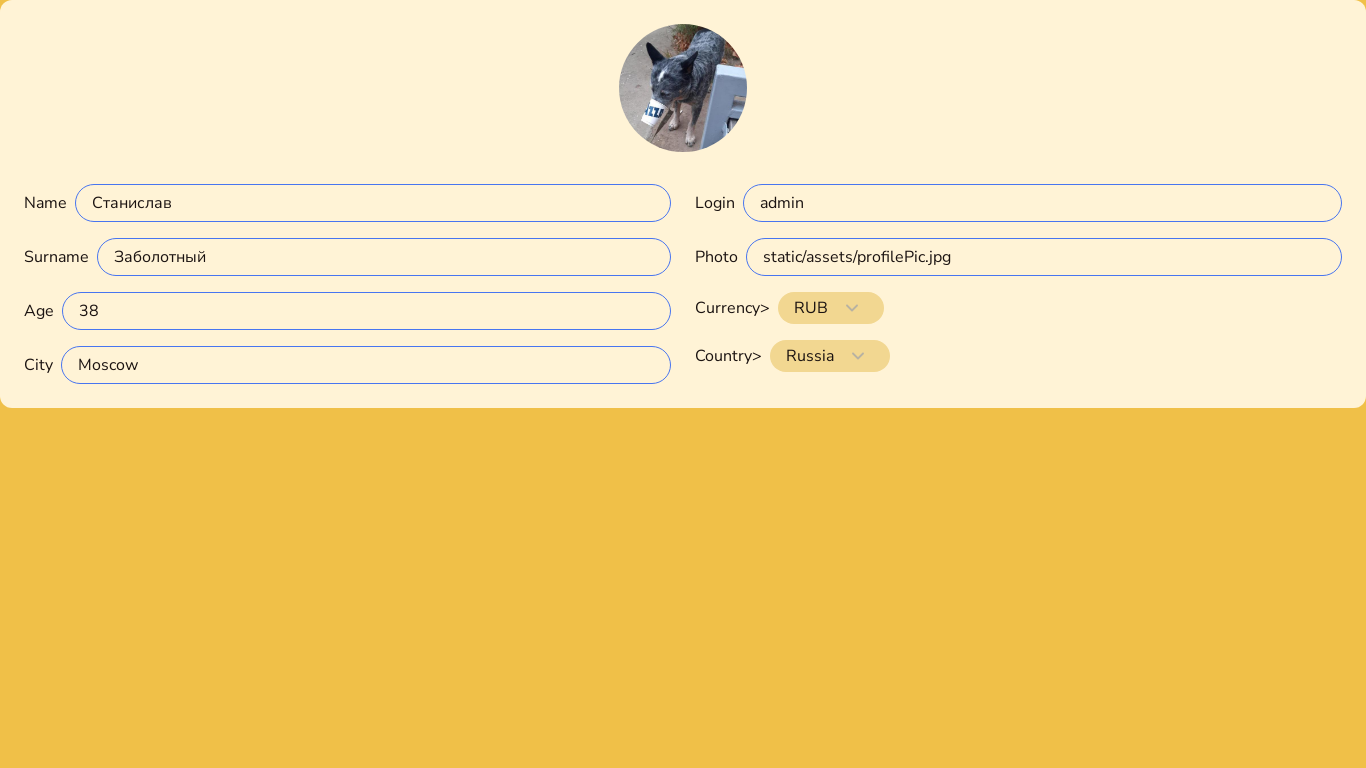 Name Станислав
Surname Заболотный
Age 38
City Moscow
Login admin
Photo static/assets/profilePic.jpg
Currency> RUB
Country> Russia